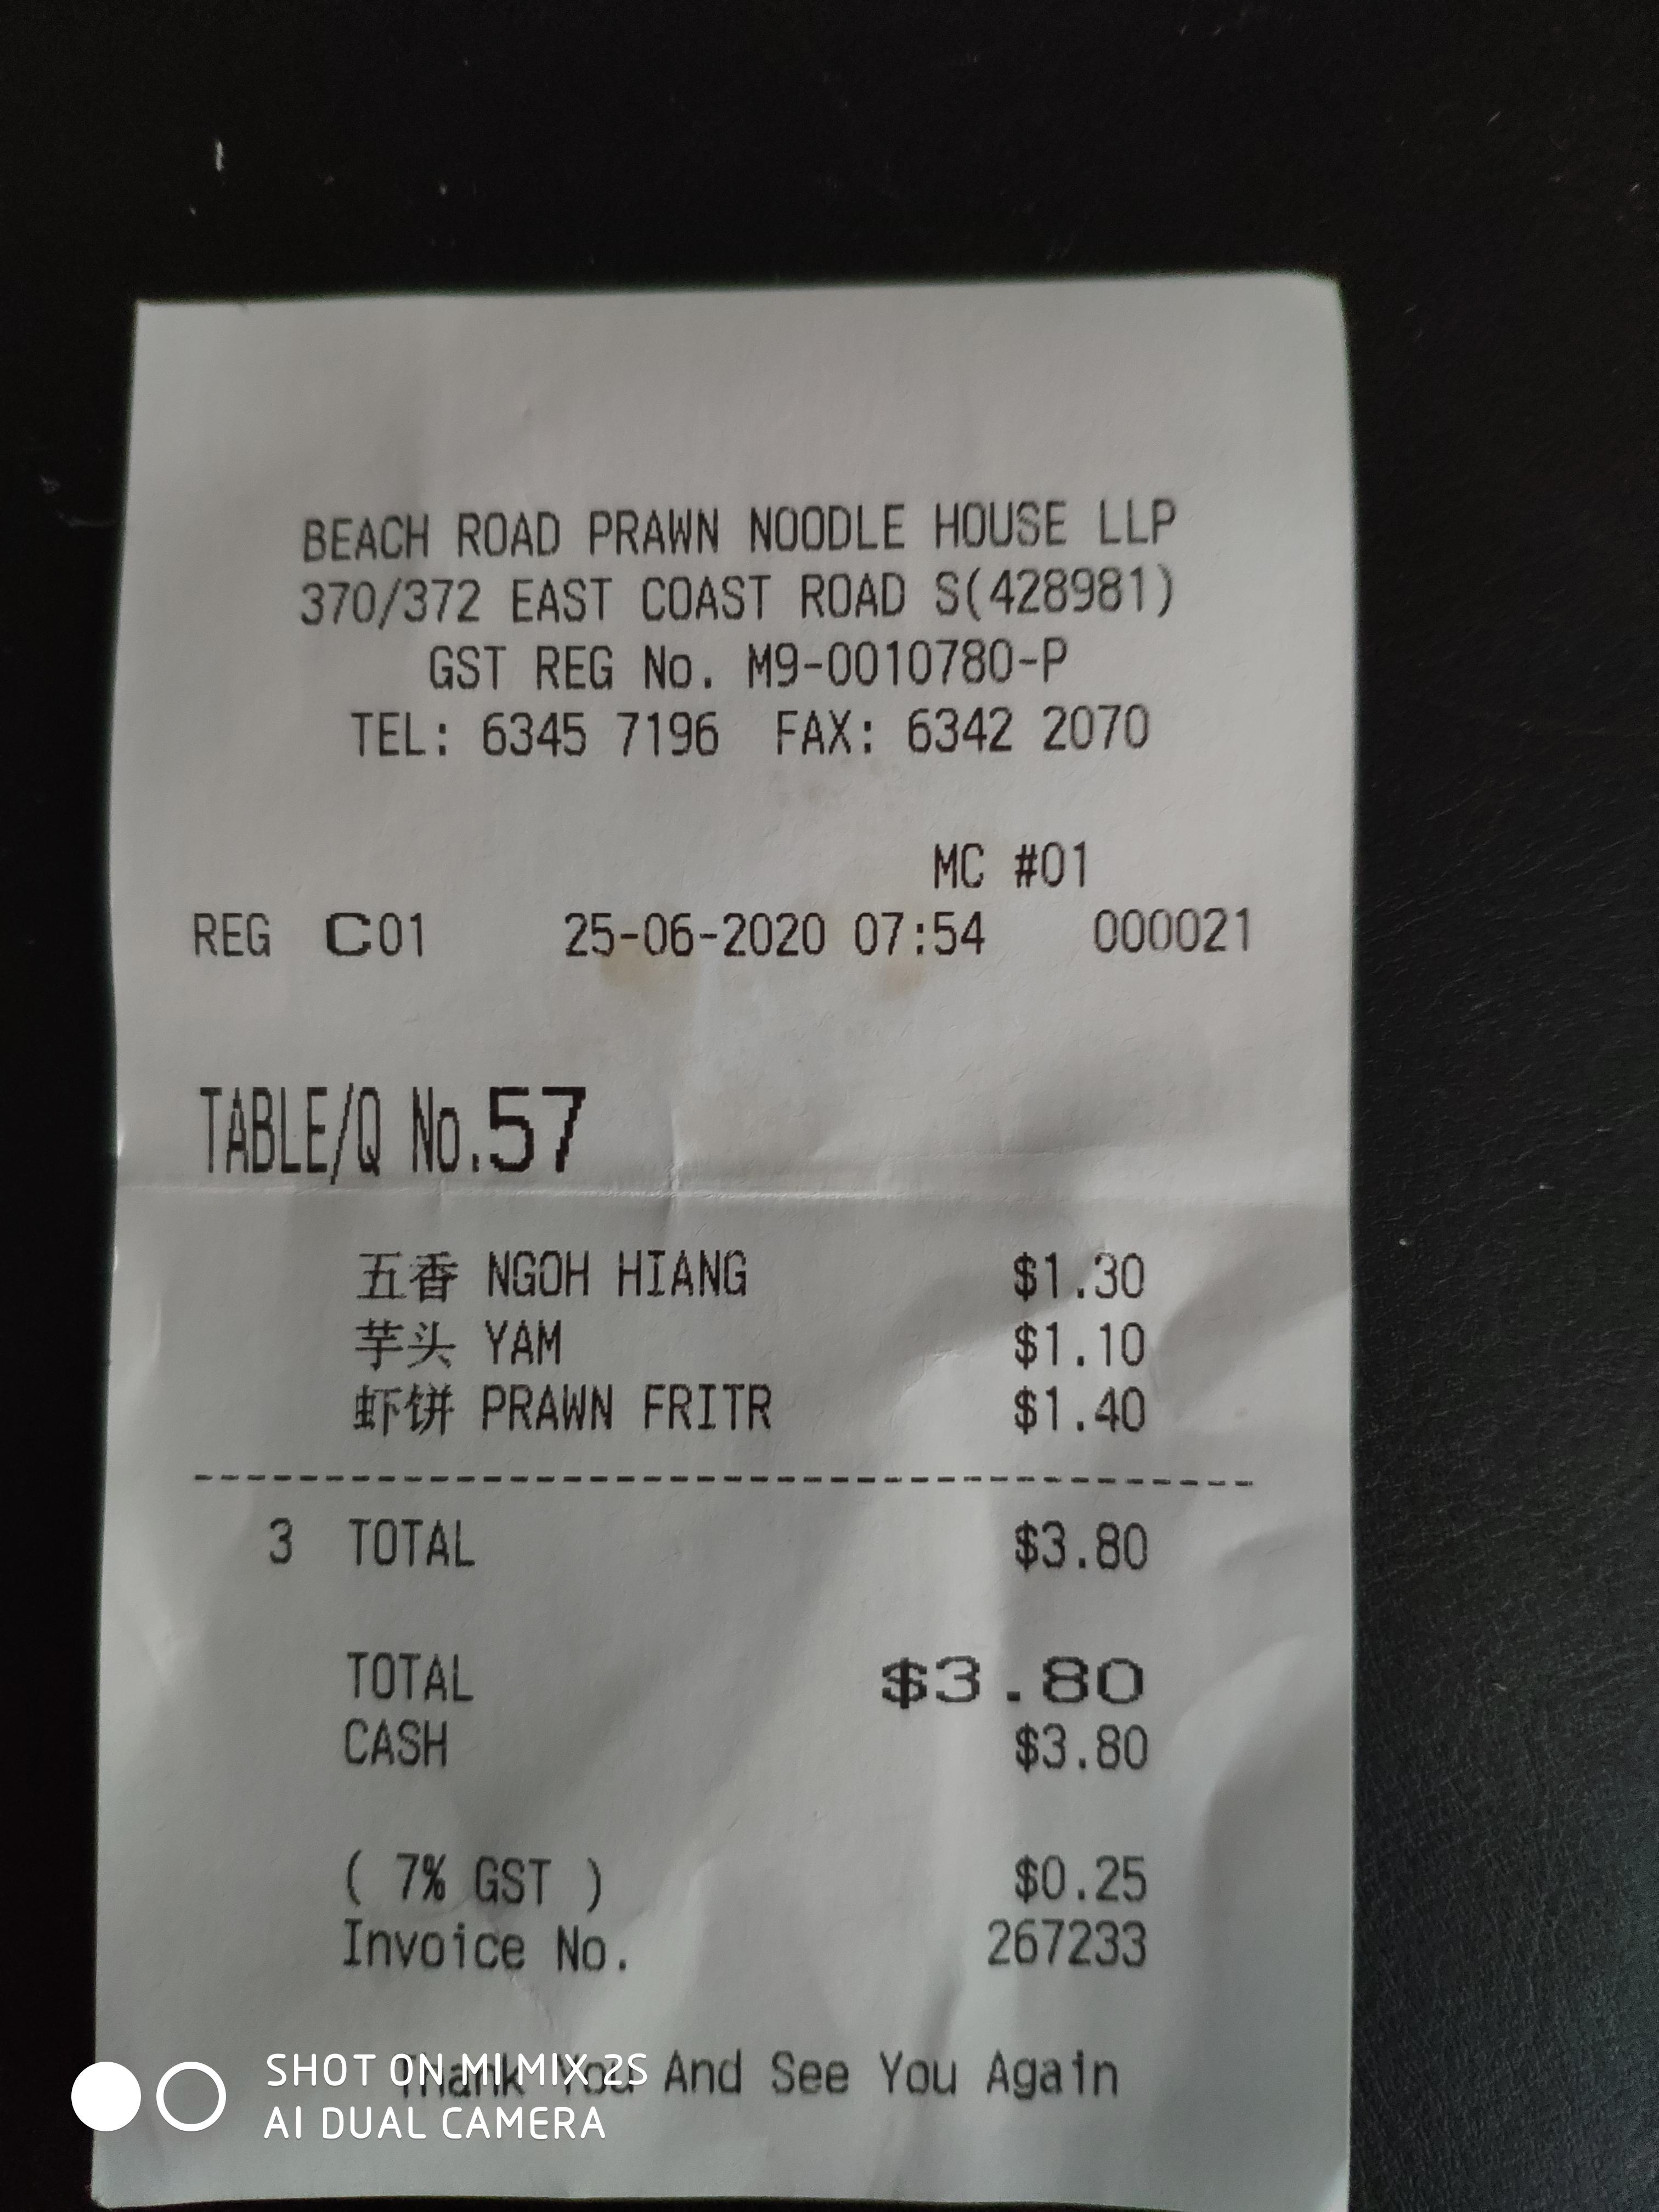 BEACH ROAD PRAWN NOODLE HOUSE LLP
370/372 EAST COAST ROAD S(428981)
GST REG No. M9-0010780-P
TEL: 6345 7196 FAX: 6342 2070
MC #01
REG C01 25-06-2020 07:54 000021
TABLE/Q No.57
五香 NGOH HIANG $1.30
芋头 YAM $1.10
虾饼 PRAWN FRITR $1.40
3 TOTAL $3.80
TOTAL $3.80
CASH $3.80
( 7% GST ) $0.25
Invoice No. 267233
Thank You And See You Again
SHOT ON MI MIX 2S
AI DUAL CAMERA